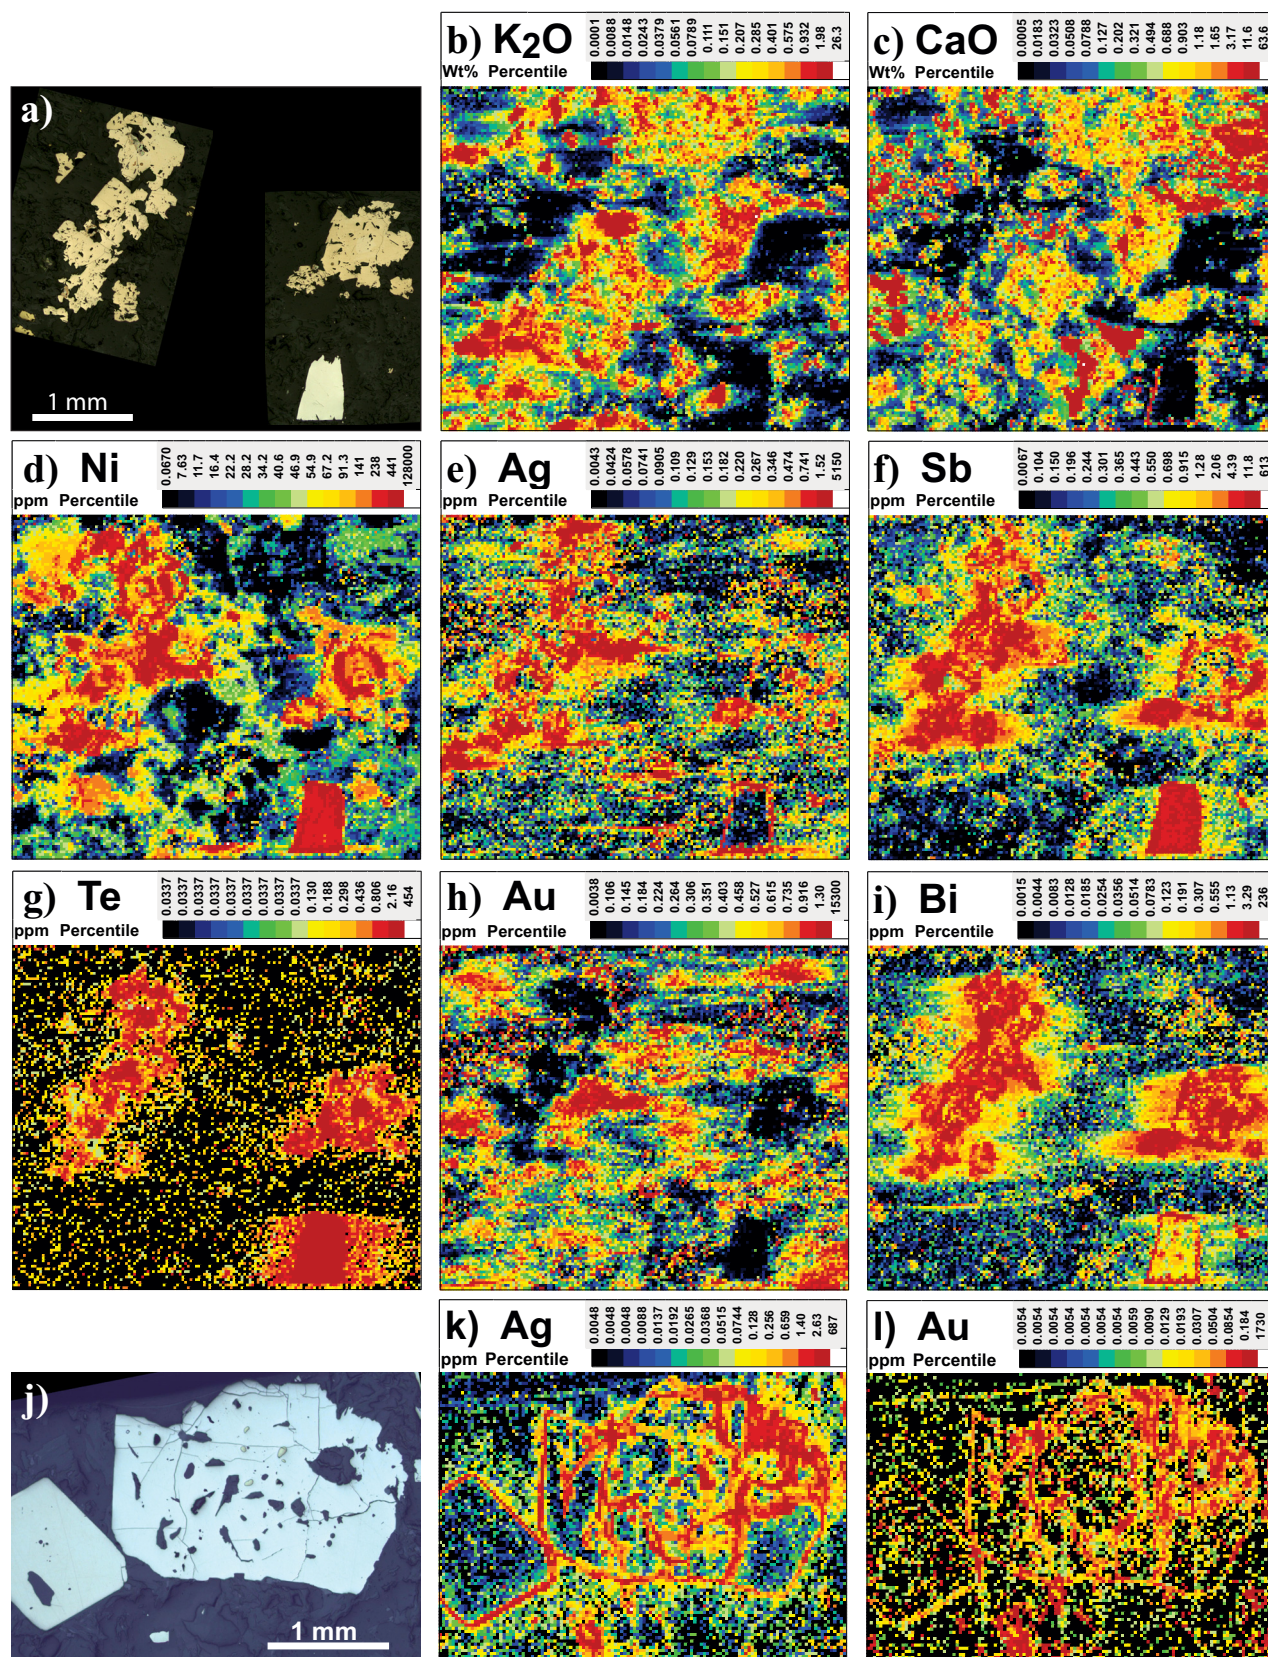 a)
1 mm
b) K2O
0.0001 0.0088 0.0148 0.0243 0.0379 0.0561 0.0789 0.111 0.151 0.207 0.285 0.401 0.575 0.932 1.98 26.3
Wt% Percentile
c) CaO
0.0005 0.0183 0.0323 0.0508 0.0788 0.127 0.202 0.321 0.494 0.688 0.903 1.18 1.65 3.17 11.6 63.6
Wt% Percentile
d) Ni
0.0670 7.63 11.7 16.4 22.2 28.2 34.2 40.6 46.9 54.9 67.2 91.3 141 238 441 128000
ppm Percentile
e) Ag
0.0043 0.0424 0.0578 0.0741 0.0905 0.109 0.129 0.153 0.182 0.220 0.267 0.346 0.474 0.741 1.52 5150
ppm Percentile
f) Sb
0.0067 0.104 0.150 0.196 0.244 0.301 0.365 0.443 0.550 0.698 0.915 1.28 2.06 4.39 11.8 613
ppm Percentile
g) Te
0.0337 0.0337 0.0337 0.0337 0.0337 0.0337 0.0337 0.0337 0.0337 0.130 0.188 0.298 0.436 0.806 2.16 454
ppm Percentile
h) Au
0.0038 0.106 0.145 0.184 0.224 0.264 0.306 0.351 0.403 0.458 0.527 0.615 0.735 0.916 1.30 15300
ppm Percentile
i) Bi
0.0015 0.0044 0.0083 0.0128 0.0185 0.0254 0.0356 0.0514 0.0783 0.123 0.191 0.307 0.555 1.13 3.29 236
ppm Percentile
j)
1 mm
k) Ag
0.0048 0.0048 0.0048 0.0088 0.0137 0.0192 0.0265 0.0368 0.0515 0.0744 0.128 0.256 0.659 1.40 2.63 687
ppm Percentile
l) Au
0.0054 0.0054 0.0054 0.0054 0.0054 0.0054 0.0054 0.0059 0.0090 0.0129 0.0193 0.0307 0.0504 0.0854 0.184 1730
ppm Percentile